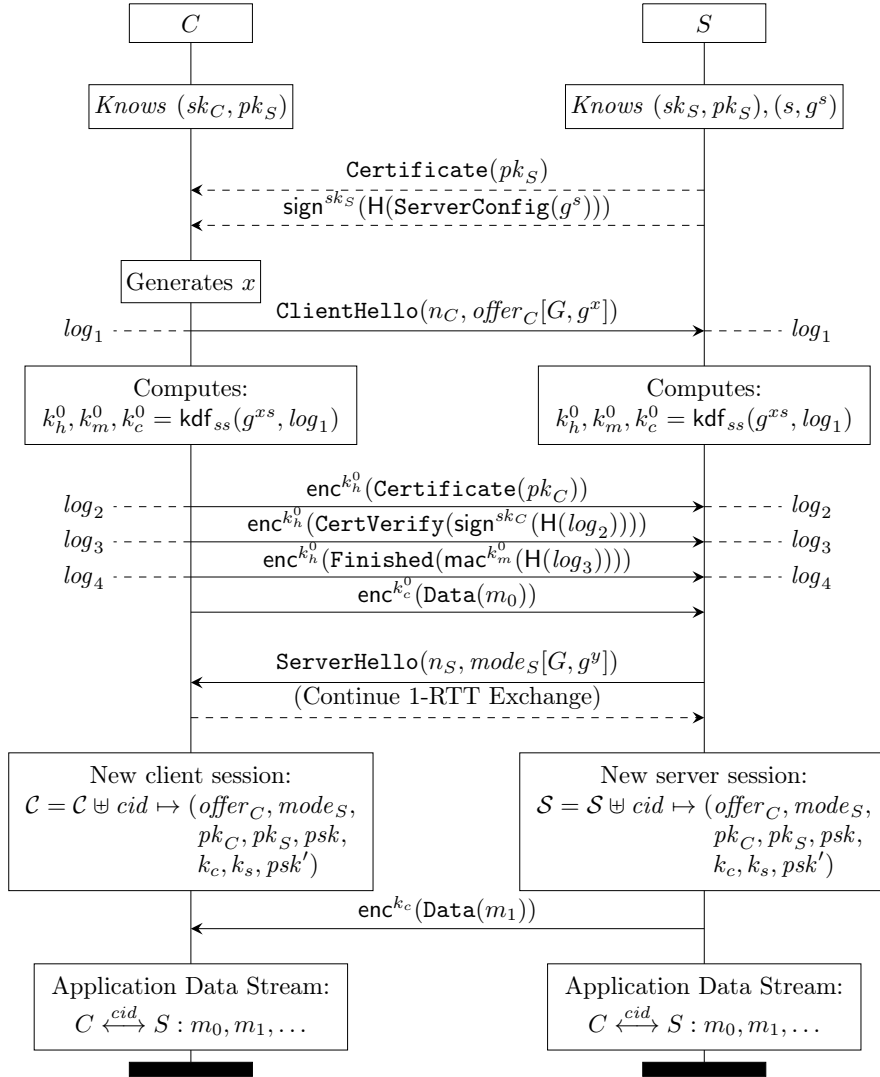 C S
Knows (sk_C, pk_S) Knows (sk_S, pk_S), (s, g^s)
Certificate(pk_S)
sign^{sk_S}(H(ServerConfig(g^s)))
Generates x
ClientHello(n_C, offer_C[G, g^x])
log_1 log_1
Computes: Computes:
k_h^0, k_m^0, k_c^0 = kdf_{ss}(g^{xs}, log_1) k_h^0, k_m^0, k_c^0 = kdf_{ss}(g^{xs}, log_1)
enc^{k_h^0}(Certificate(pk_C))
log_2 log_2
enc^{k_h^0}(CertVerify(sign^{sk_C}(H(log_2))))
log_3 log_3
enc^{k_h^0}(Finished(mac^{k_m^0}(H(log_3))))
log_4 log_4
enc^{k_c^0}(Data(m_0))
ServerHello(n_S, mode_S[G, g^y])
(Continue 1-RTT Exchange)
New client session: New server session:
𝒞 = 𝒞 ⊎ cid ↦ (offer_C, mode_S, 𝒮 = 𝒮 ⊎ cid ↦ (offer_C, mode_S,
pk_C, pk_S, psk, pk_C, pk_S, psk,
k_c, k_s, psk′) k_c, k_s, psk′)
enc^{k_c}(Data(m_1))
Application Data Stream: Application Data Stream:
C ⟷^{cid} S : m_0, m_1, … C ⟷^{cid} S : m_0, m_1, …